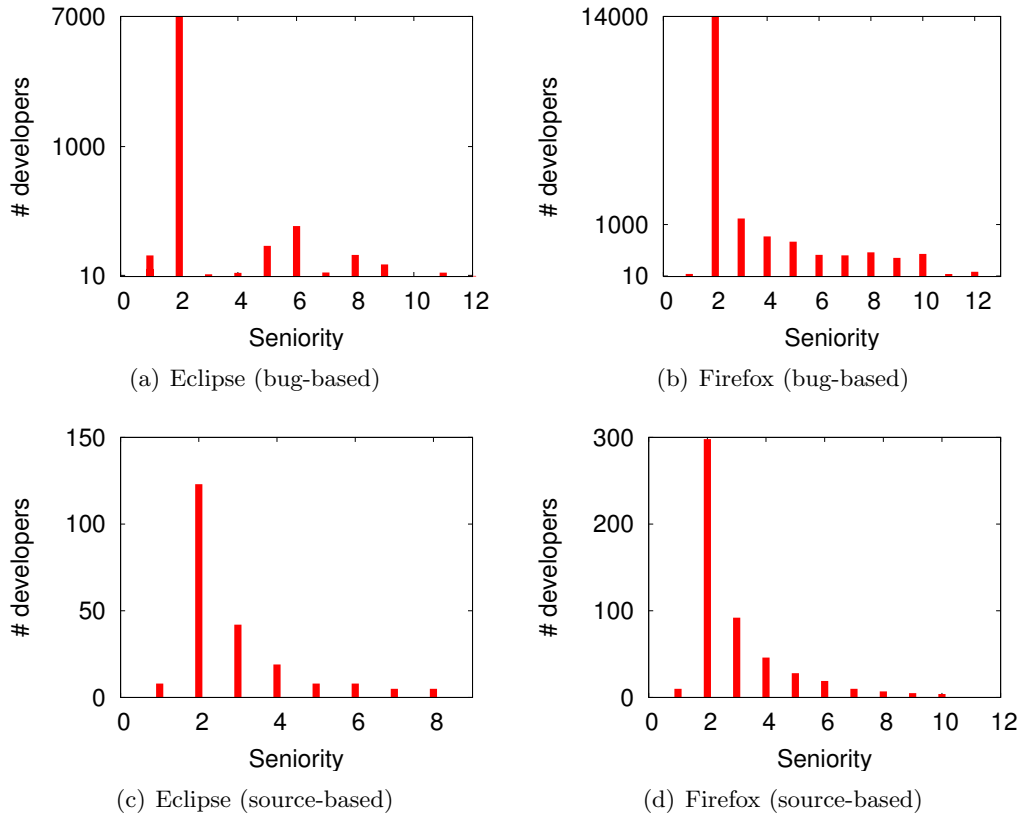 7000
1000
10
# developers
0 2 4 6 8 10 12
Seniority
(a) Eclipse (bug-based)
14000
1000
10
# developers
0 2 4 6 8 10 12
Seniority
(b) Firefox (bug-based)
150
100
50
0
# developers
0 2 4 6 8
Seniority
(c) Eclipse (source-based)
300
200
100
0
# developers
0 2 4 6 8 10 12
Seniority
(d) Firefox (source-based)